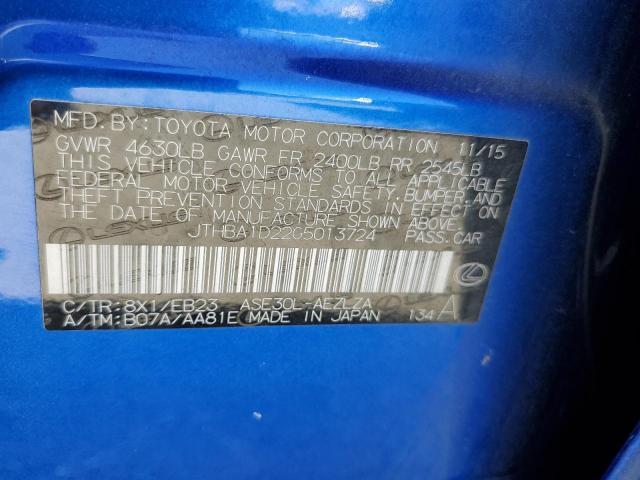 MFD. BY: TOYOTA MOTOR CORPORATION 11/15
GVWR 4630LB GAWR FR 2400LB RR 2545LB
THIS VEHICLE CONFORMS TO ALL APPLICABLE
FEDERAL MOTOR VEHICLE SAFETY, BUMPER, AND
THEFT PREVENTION STANDARDS IN EFFECT ON
THE DATE OF MANUFACTURE SHOWN ABOVE.
JTHBA1D22G5013724 PASS. CAR
C/TR: 8X1/EB23 ASE30L-AEZLZA
A/TM: B07A/AA81E MADE IN JAPAN 134 A